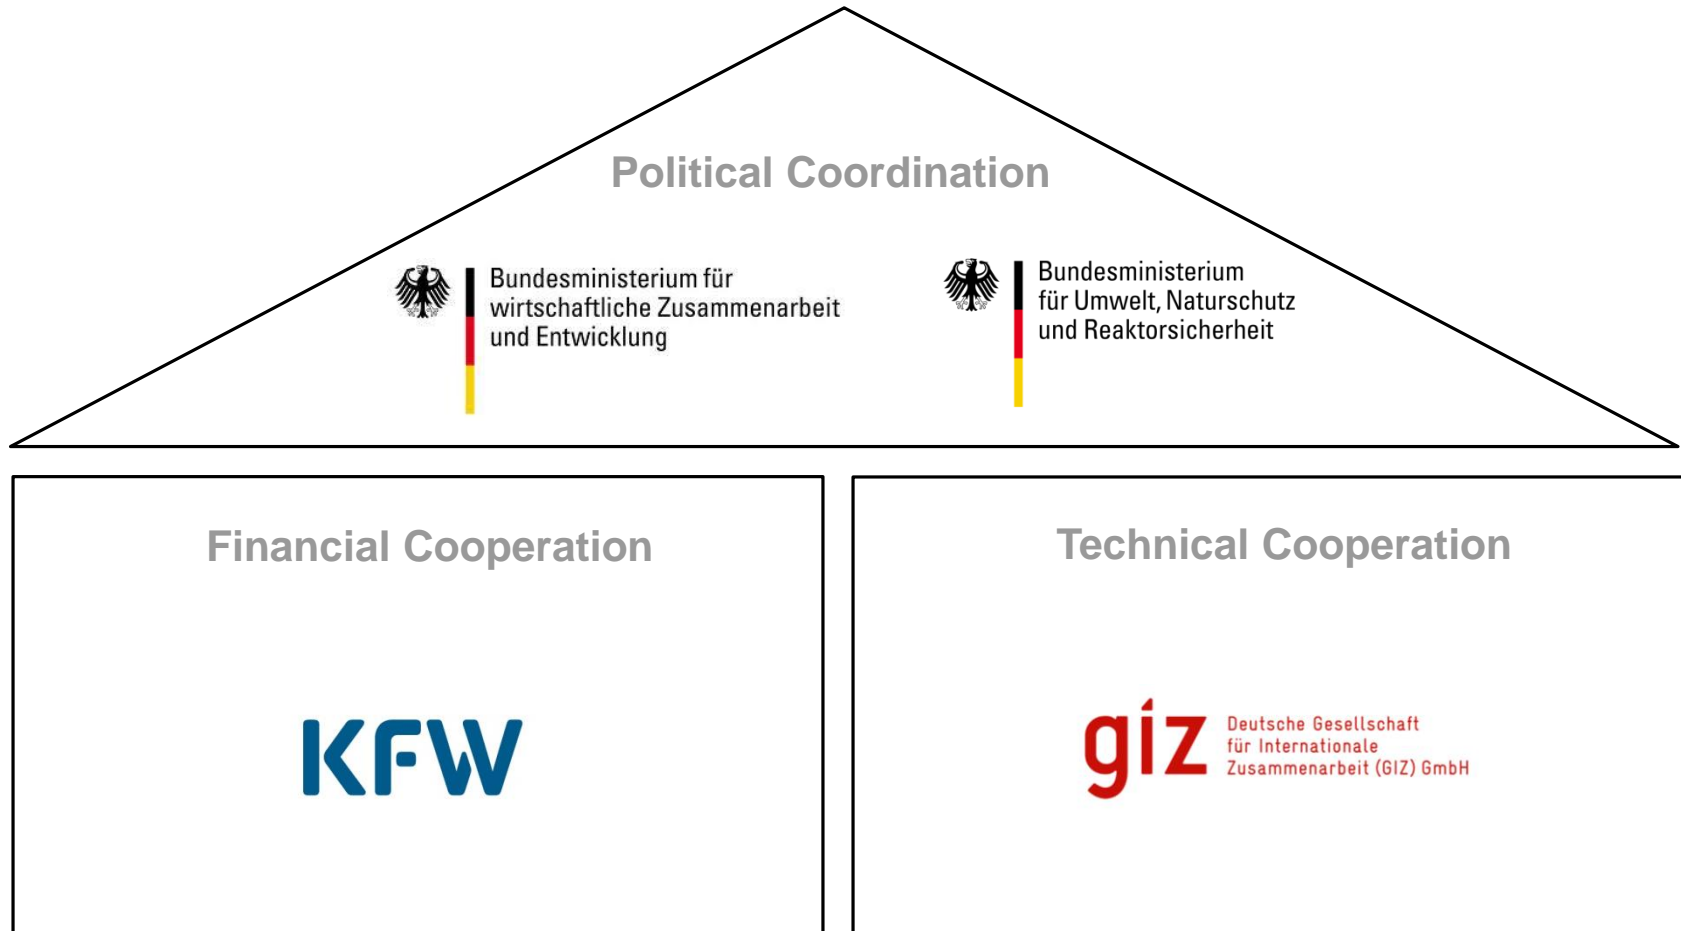 Political Coordination
Bundesministerium für
wirtschaftliche Zusammenarbeit
und Entwicklung
Bundesministerium
für Umwelt, Naturschutz
und Reaktorsicherheit
Financial Cooperation
KFW
Technical Cooperation
giz
Deutsche Gesellschaft
für Internationale
Zusammenarbeit (GIZ) GmbH